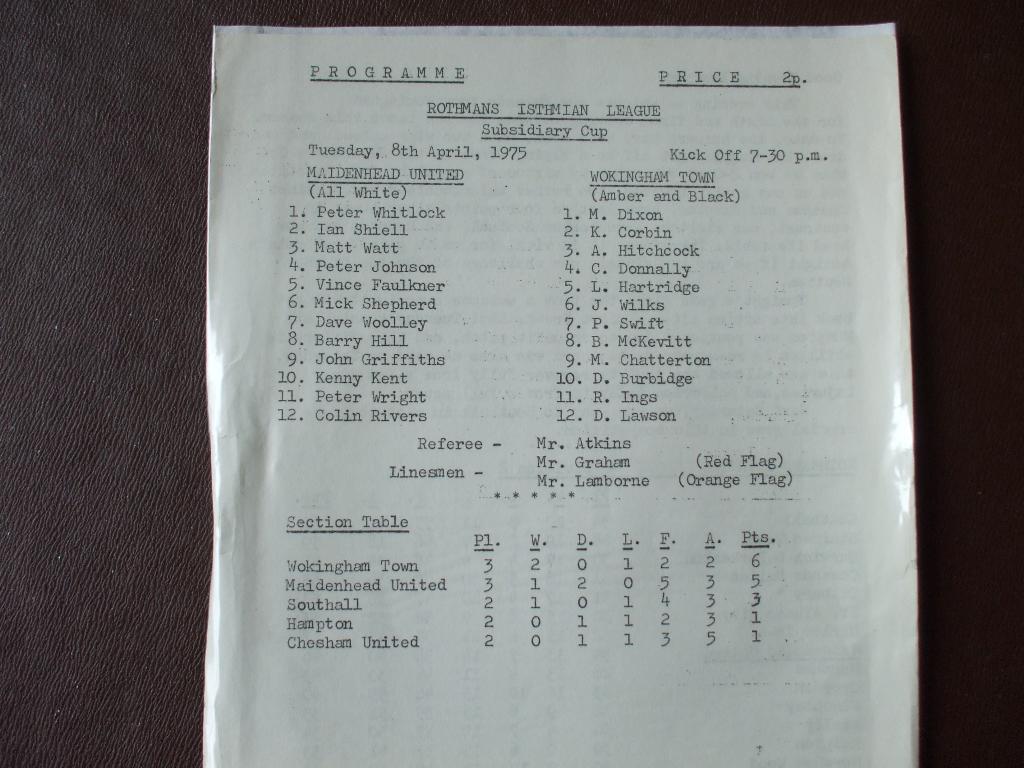 PROGRAMME PRICE 2p.
ROTHMANS ISTHMIAN LEAGUE
Subsidiary Cup
Tuesday, 8th April, 1975 Kick Off 7-30 p.m.
MAIDENHEAD UNITED WOKINGHAM TOWN
(All White) (Amber and Black)
1. Peter Whitlock 1. M. Dixon
2. Ian Shiell 2. K. Corbin
3. Matt Watt 3. A. Hitchcock
4. Peter Johnson 4. C. Donnally
5. Vince Faulkner 5. L. Hartridge
6. Mick Shepherd 6. J. Wilks
7. Dave Woolley 7. P. Swift
8. Barry Hill 8. B. McKevitt
9. John Griffiths 9. M. Chatterton
10. Kenny Kent 10. D. Burbidge
11. Peter Wright 11. R. Ings
12. Colin Rivers 12. D. Lawson
Referee - Mr. Atkins
Linesmen - Mr. Graham (Red Flag)
Mr. Lamborne (Orange Flag)
* * * * *
Section Table
Pl. W. D. L. F. A. Pts.
Wokingham Town 3 2 0 1 2 2 6
Maidenhead United 3 1 2 0 5 3 5
Southall 2 1 0 1 4 3 3
Hampton 2 0 1 1 2 3 1
Chesham United 2 0 1 1 3 5 1